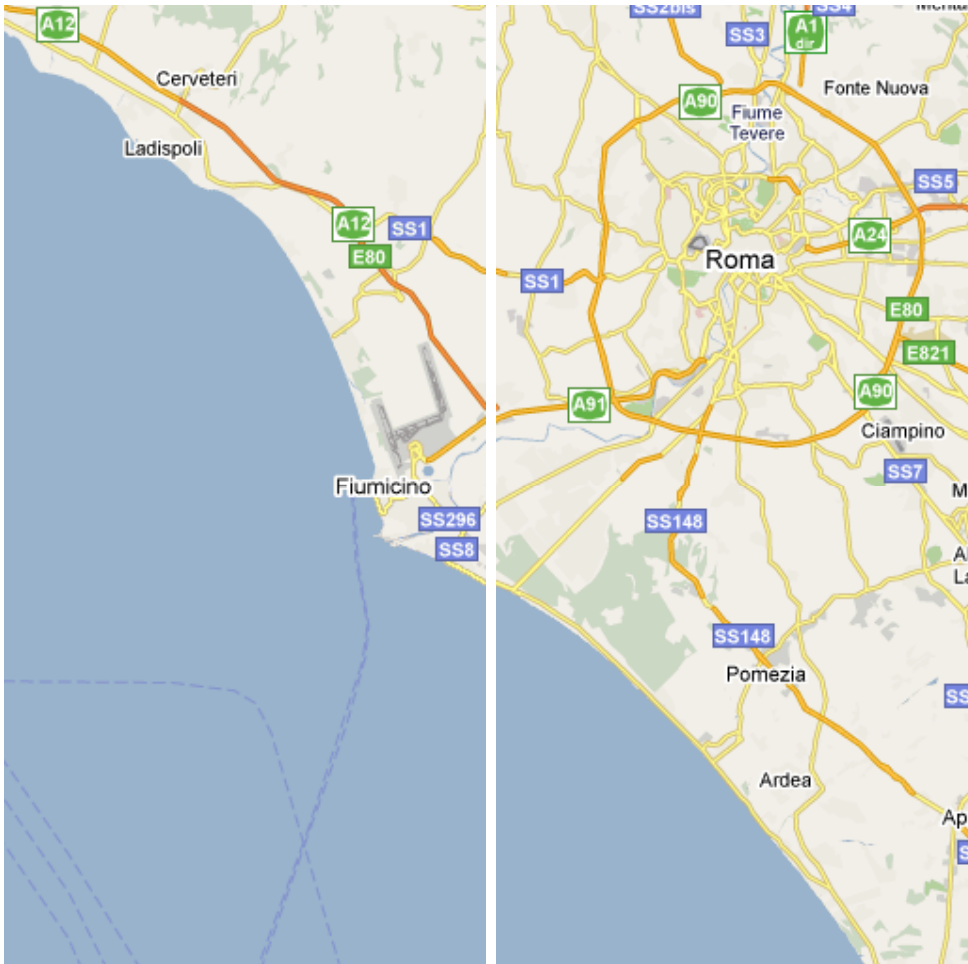 A12
Cerveteri
Ladispoli
A12
SS1
E80
Fiumicino
SS296
SS8
SS2bis
SS3
A1
dir
SS4
A90
Fonte Nuova
Fiume
Tevere
SS5
A24
Roma
SS1
E80
E821
A91
A90
Ciampino
SS7
SS148
SS148
Pomezia
Ardea